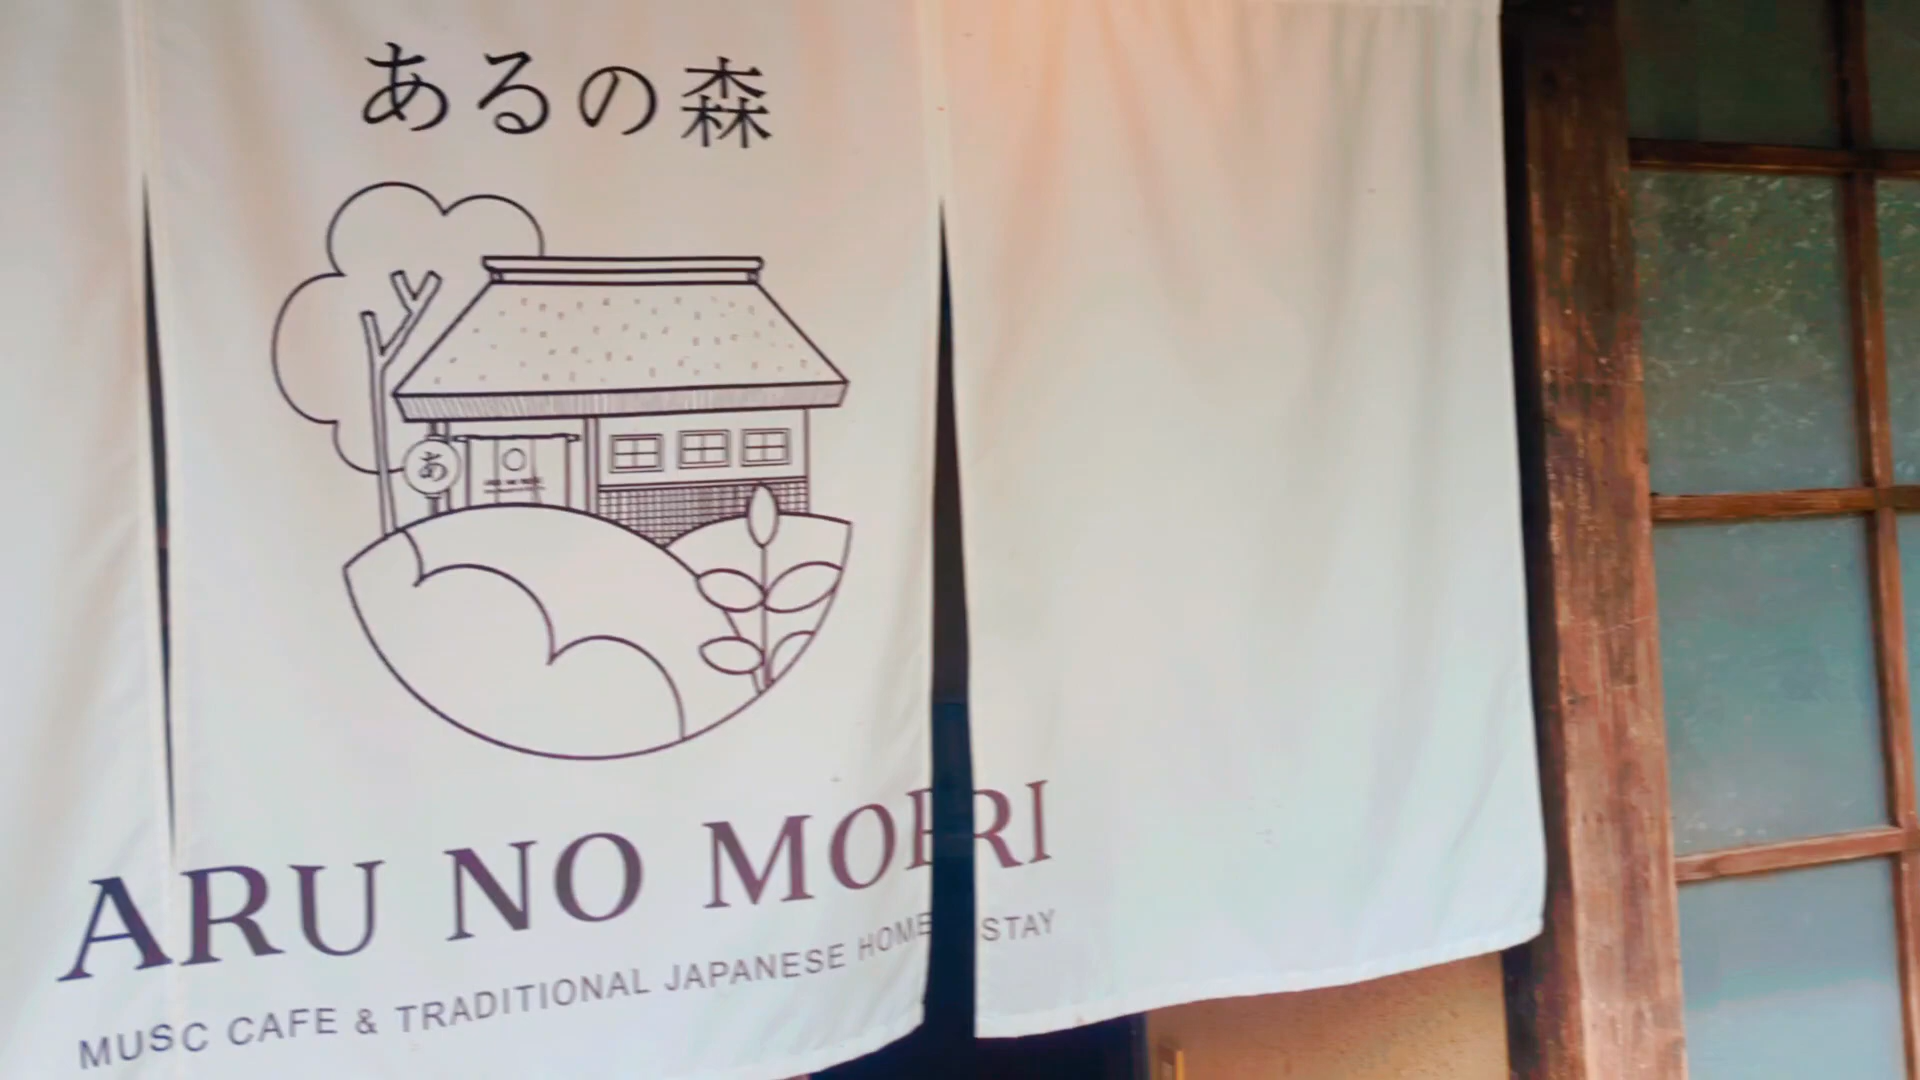 あるの森
あ
ARU NO MORI
MUSC CAFE & TRADITIONAL JAPANESE HOME STAY